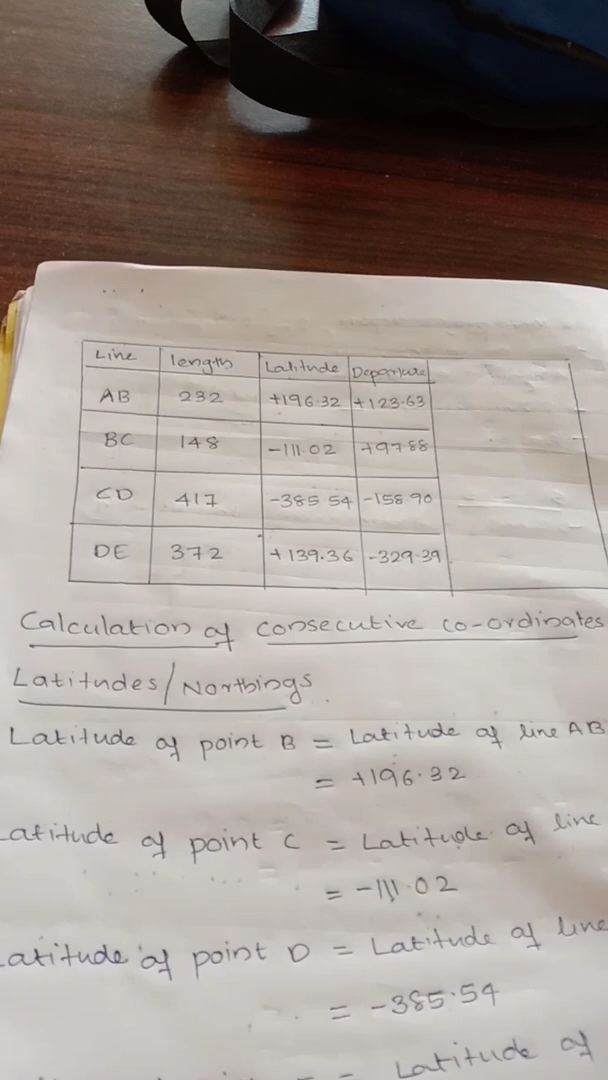 Line length Latitude Departure
AB 232 +196.32 +123.63
BC 148 -111.02 +97.88
CD 417 -385.54 -158.90
DE 372 +139.36 -329.39
Calculation of consecutive co-ordinates
Latitudes/Northings
Latitude of point B = Latitude of line AB
= +196.32
Latitude of point C = Latitude of line
= -111.02
Latitude of point D = Latitude of line
= -385.54
Latitude of